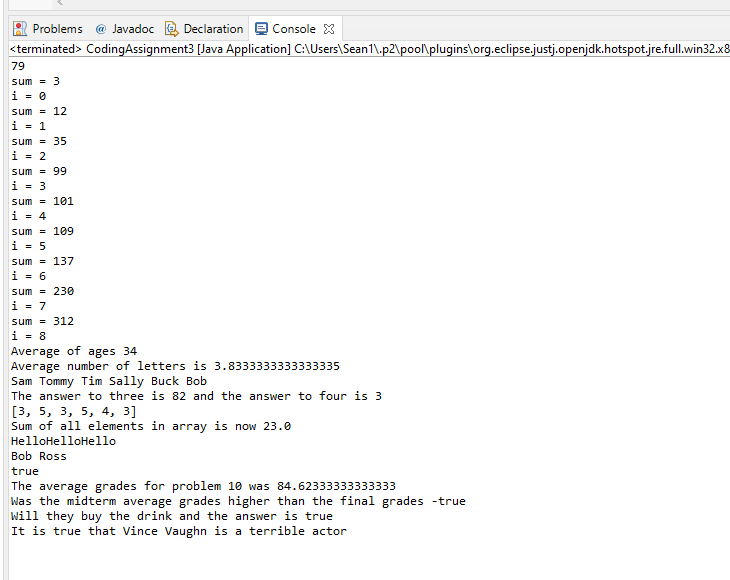 Problems @ Javadoc Declaration Console
<terminated> CodingAssignment3 [Java Application] C:\Users\Sean1\.p2\pool\plugins\org.eclipse.justj.openjdk.hotspot.jre.full.win32.x8
79
sum = 3
i = 0
sum = 12
i = 1
sum = 35
i = 2
sum = 99
i = 3
sum = 101
i = 4
sum = 109
i = 5
sum = 137
i = 6
sum = 230
i = 7
sum = 312
i = 8
Average of ages 34
Average number of letters is 3.8333333333333335
Sam Tommy Tim Sally Buck Bob
The answer to three is 82 and the answer to four is 3
[3, 5, 3, 5, 4, 3]
Sum of all elements in array is now 23.0
HelloHelloHello
Bob Ross
true
The average grades for problem 10 was 84.62333333333333
Was the midterm average grades higher than the final grades -true
Will they buy the drink and the answer is true
It is true that Vince Vaughn is a terrible actor